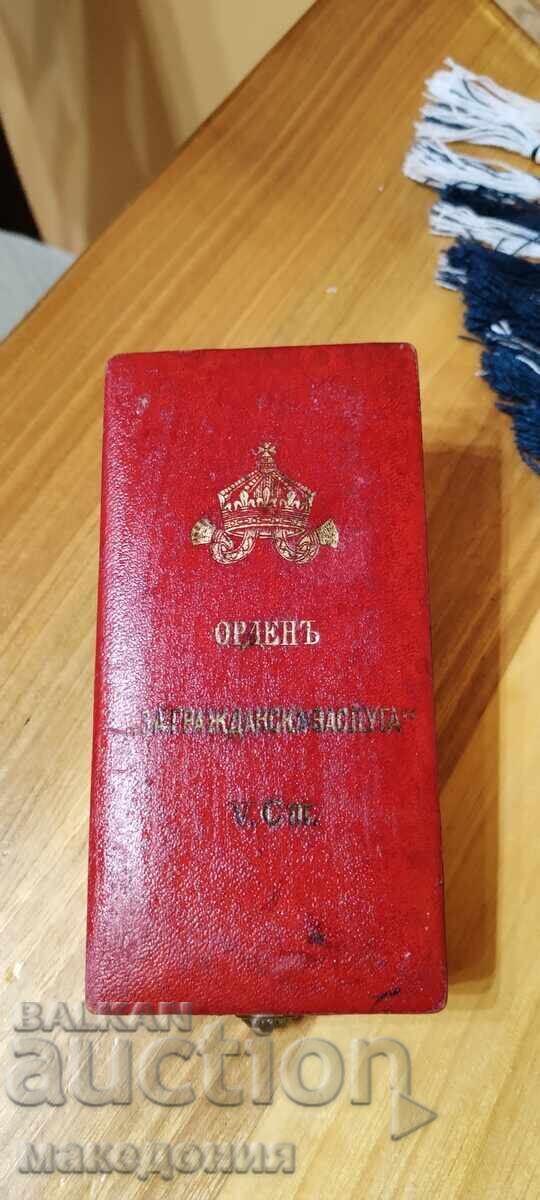 ОРДЕНЪ
„ЗА ГРАЖДАНСКА ЗАСЛУГА“
V. Ст.
BALKAN
auction
македония